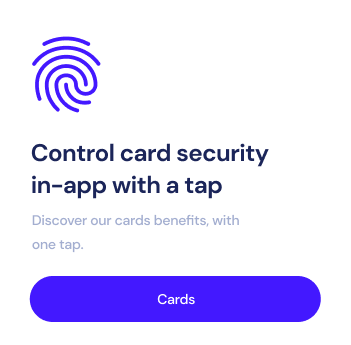 Control card security
in-app with a tap
Discover our cards benefits, with
one tap.
Cards